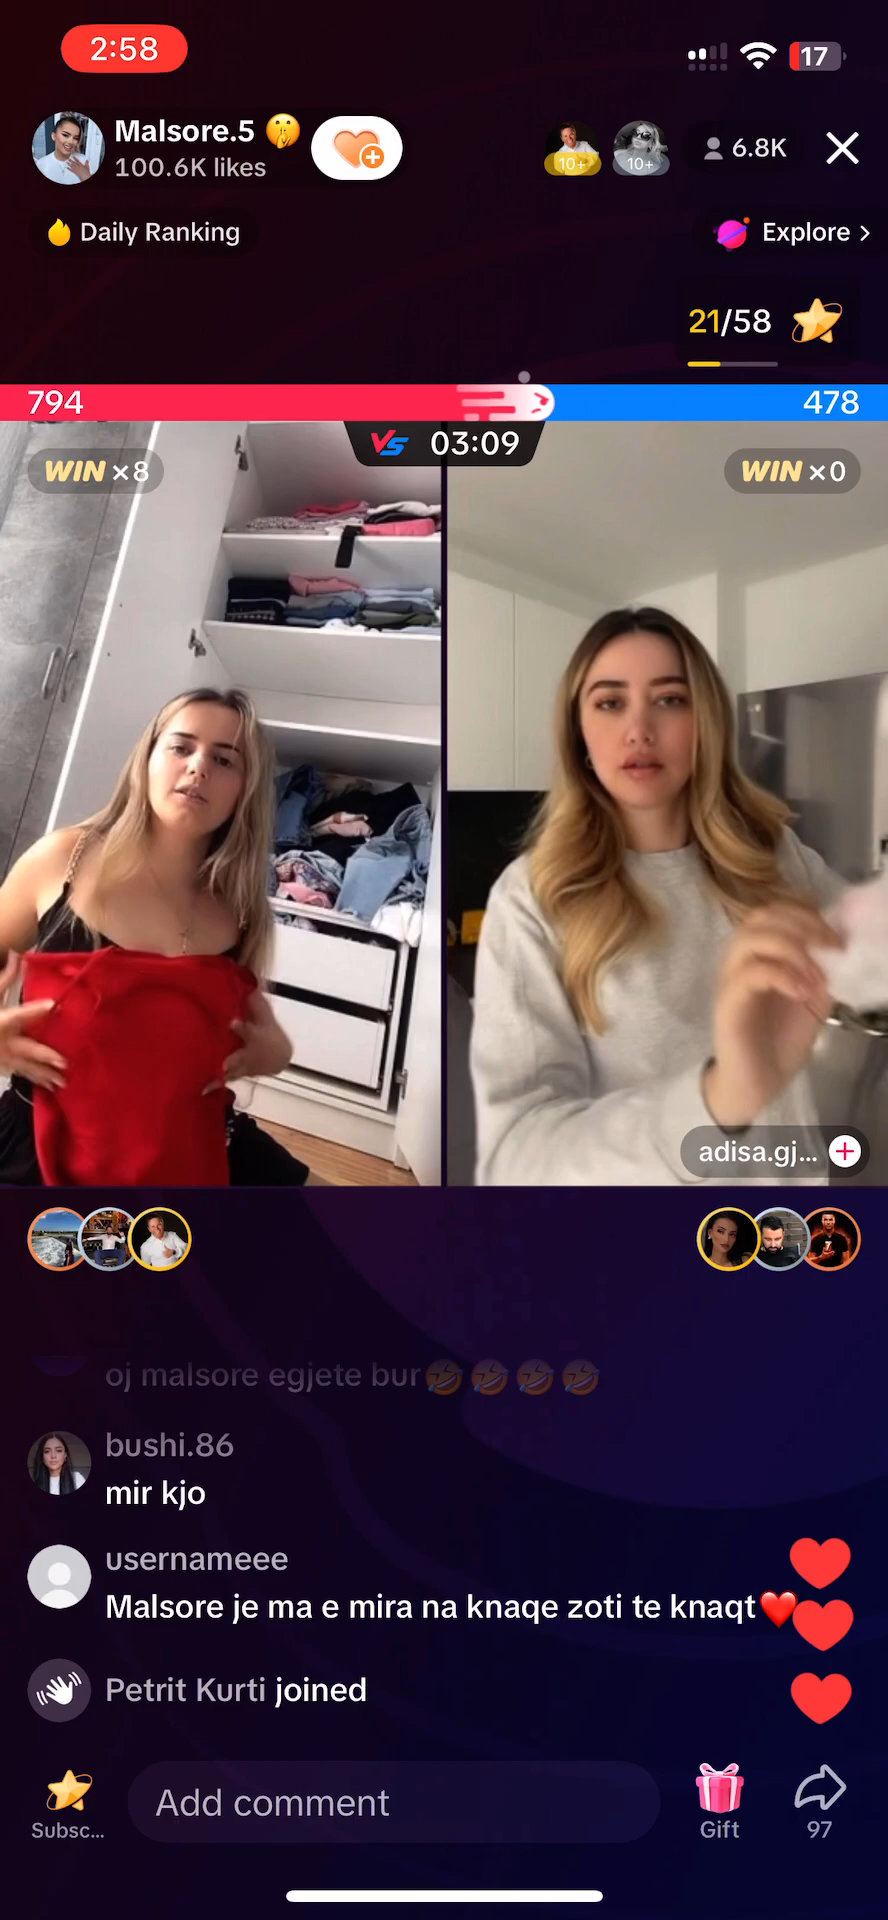 2:58
17
Malsore.5 🤫
100.6K likes
10+
10+
6.8K
Daily Ranking
Explore >
21/58
794
478
VS 03:09
WIN ×8
WIN ×0
adisa.gj...
oj malsore egjete bur🤣🤣🤣🤣
bushi.86
mir kjo
usernameee
Malsore je ma e mira na knaqe zoti te knaqt❤️
Petrit Kurti joined
Add comment
Subsc...
Gift
97